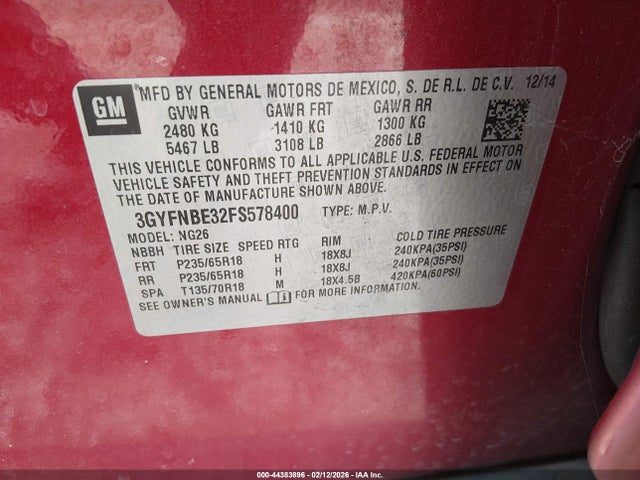 GM
MFD BY GENERAL MOTORS DE MEXICO, S. DE R.L. DE C.V. 12/14
GVWR GAWR FRT GAWR RR
2480 KG 1410 KG 1300 KG
5467 LB 3108 LB 2866 LB
THIS VEHICLE CONFORMS TO ALL APPLICABLE U.S. FEDERAL MOTOR
VEHICLE SAFETY AND THEFT PREVENTION STANDARDS IN EFFECT ON
THE DATE OF MANUFACTURE SHOWN ABOVE.
3GYFNBE32FS578400 TYPE: M.P.V.
MODEL: NG26
NBBH TIRE SIZE SPEED RTG RIM COLD TIRE PRESSURE
FRT P235/65R18 H 18X8J 240KPA(35PSI)
RR P235/65R18 H 18X8J 240KPA(35PSI)
SPA T135/70R18 M 18X4.5B 420KPA(60PSI)
SEE OWNER'S MANUAL FOR MORE INFORMATION.
000-44383896 - 02/12/2026 - IAA Inc.